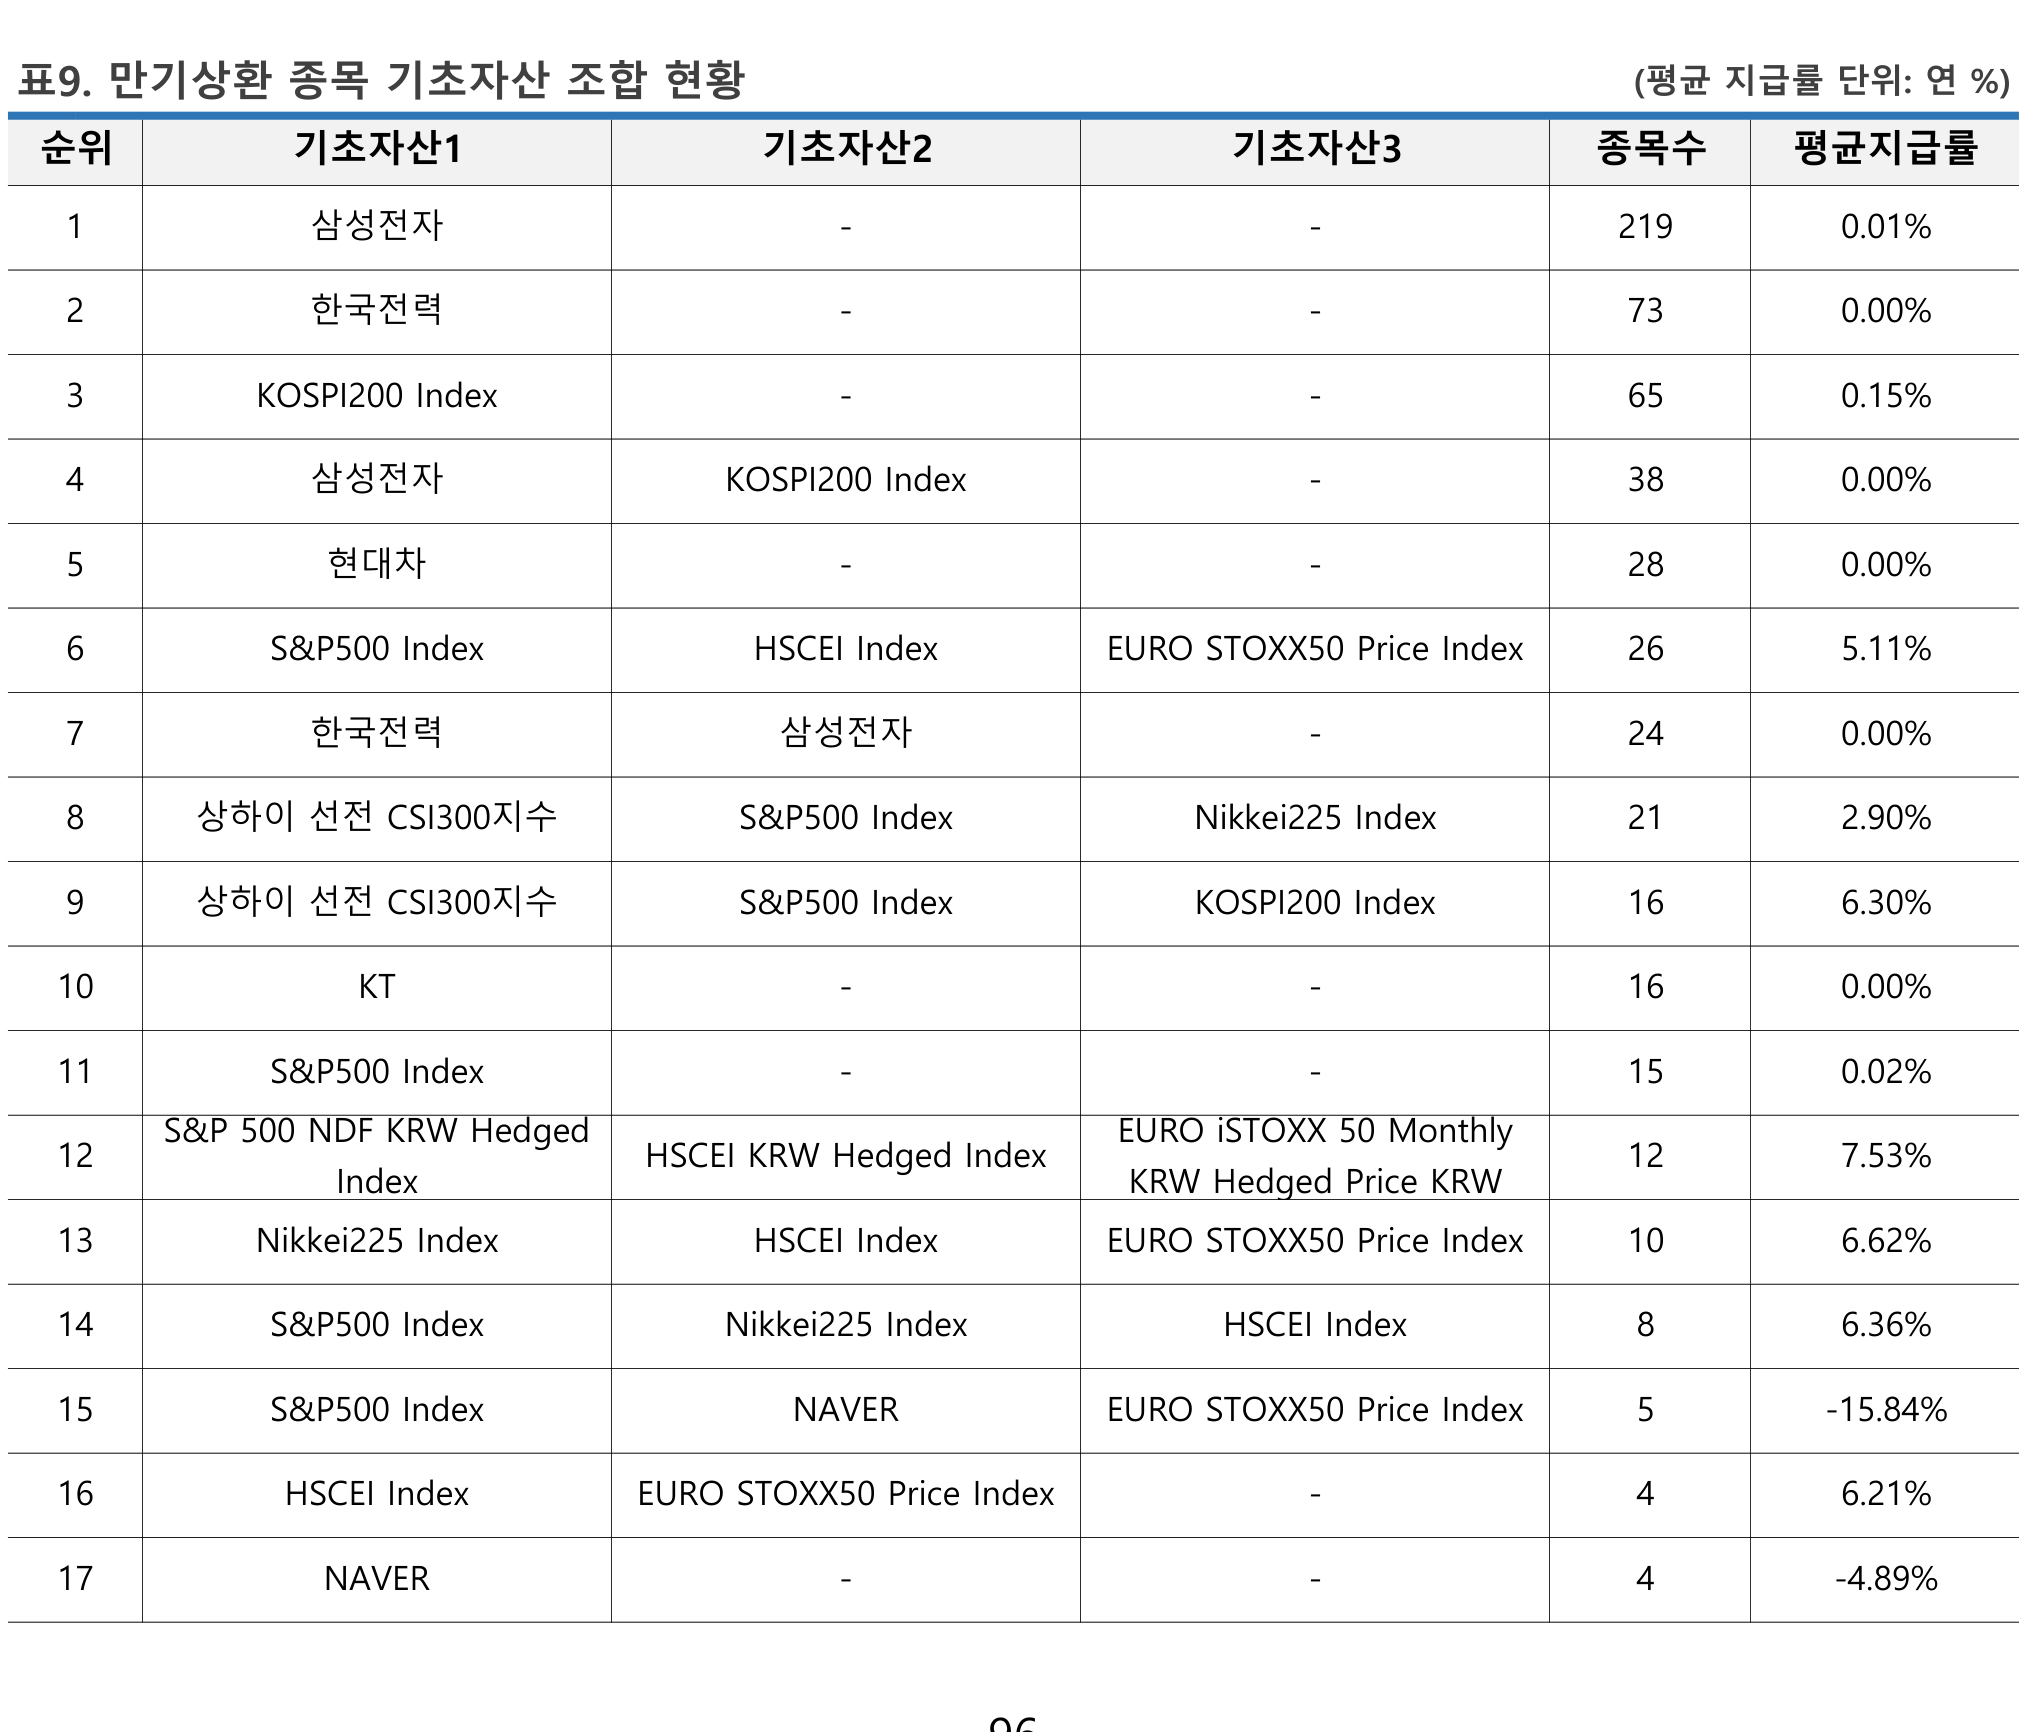 표9. 만기상환 종목 기초자산 조합 현황 (평균 지급률 단위: 연 %)
순위 기초자산1 기초자산2 기초자산3 종목수 평균지급률
1 삼성전자 - - 219 0.01%
2 한국전력 - - 73 0.00%
3 KOSPI200 Index - - 65 0.15%
4 삼성전자 KOSPI200 Index - 38 0.00%
5 현대차 - - 28 0.00%
6 S&P500 Index HSCEI Index EURO STOXX50 Price Index 26 5.11%
7 한국전력 삼성전자 - 24 0.00%
8 상하이 선전 CSI300지수 S&P500 Index Nikkei225 Index 21 2.90%
9 상하이 선전 CSI300지수 S&P500 Index KOSPI200 Index 16 6.30%
10 KT - - 16 0.00%
11 S&P500 Index - - 15 0.02%
12 S&P 500 NDF KRW Hedged Index HSCEI KRW Hedged Index EURO iSTOXX 50 Monthly KRW Hedged Price KRW 12 7.53%
13 Nikkei225 Index HSCEI Index EURO STOXX50 Price Index 10 6.62%
14 S&P500 Index Nikkei225 Index HSCEI Index 8 6.36%
15 S&P500 Index NAVER EURO STOXX50 Price Index 5 -15.84%
16 HSCEI Index EURO STOXX50 Price Index - 4 6.21%
17 NAVER - - 4 -4.89%